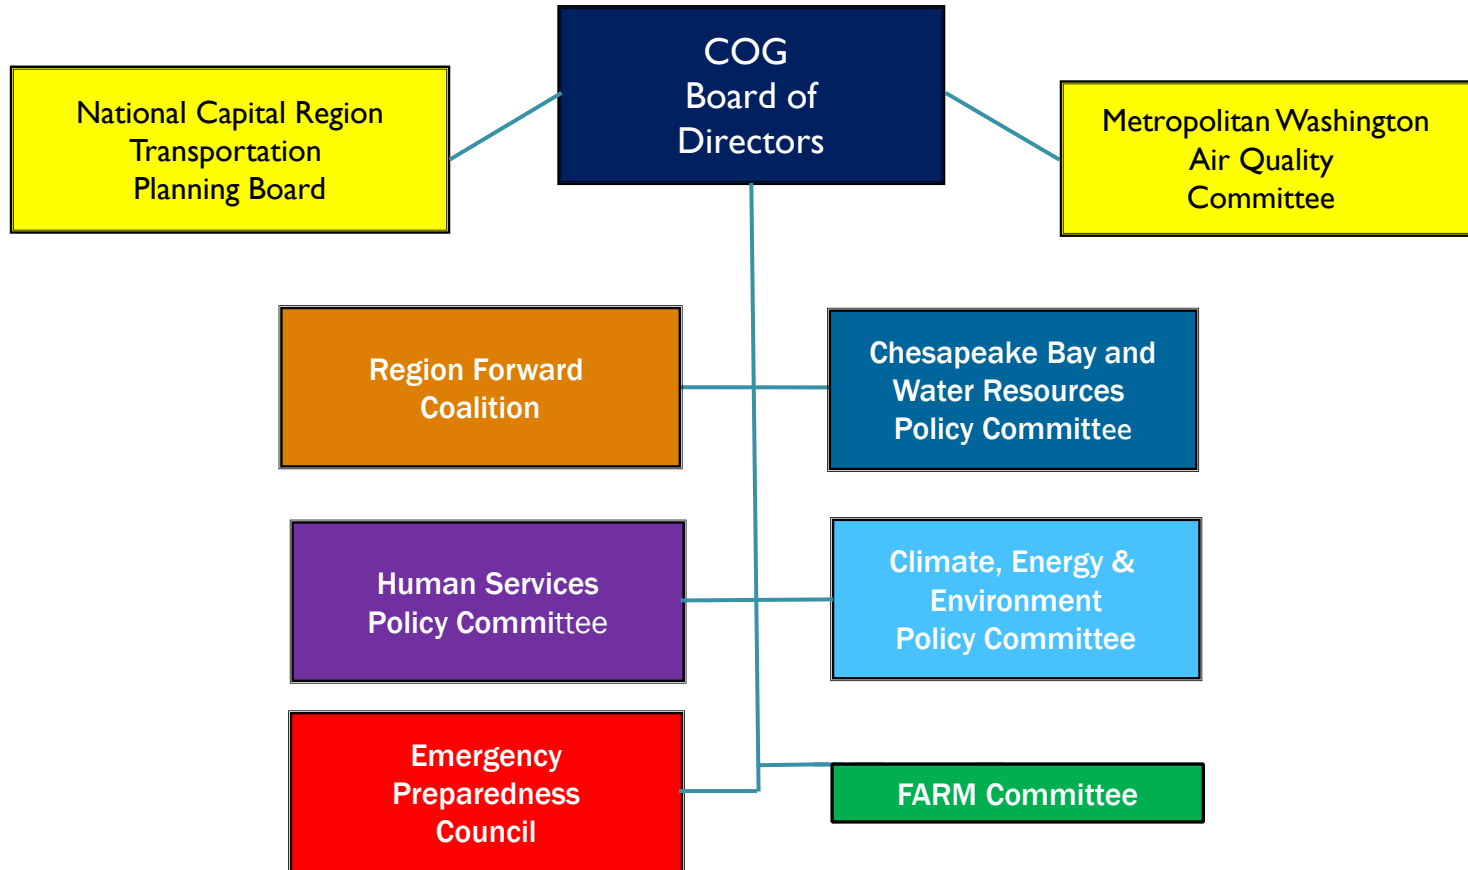 COG
Board of
Directors
National Capital Region
Transportation
Planning Board
Metropolitan Washington
Air Quality
Committee
Region Forward
Coalition
Chesapeake Bay and
Water Resources
Policy Committee
Human Services
Policy Committee
Climate, Energy &
Environment
Policy Committee
Emergency
Preparedness
Council
FARM Committee